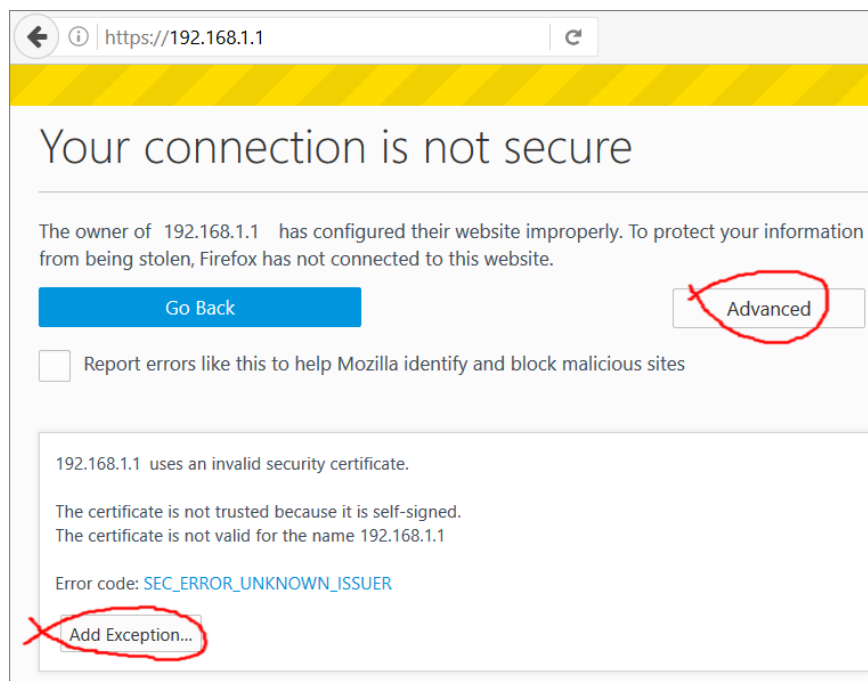 https://192.168.1.1
Your connection is not secure
The owner of 192.168.1.1 has configured their website improperly. To protect your information
from being stolen, Firefox has not connected to this website.
Go Back
Advanced
Report errors like this to help Mozilla identify and block malicious sites
192.168.1.1 uses an invalid security certificate.
The certificate is not trusted because it is self-signed.
The certificate is not valid for the name 192.168.1.1
Error code: SEC_ERROR_UNKNOWN_ISSUER
Add Exception...